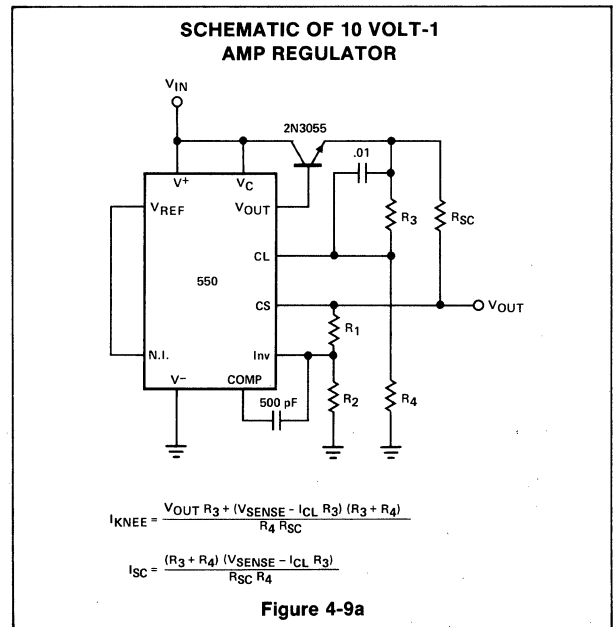 SCHEMATIC OF 10 VOLT-1
AMP REGULATOR
VIN
2N3055
.01
V+
VC
VREF
VOUT
R3
RSC
CL
550
CS
VOUT
R1
N.I.
Inv
V−
COMP
R2
R4
500 pF
IKNEE = VOUT R3 + (VSENSE − ICL R3) (R3 + R4) / R4 RSC
ISC = (R3 + R4) (VSENSE − ICL R3) / RSC R4
Figure 4-9a